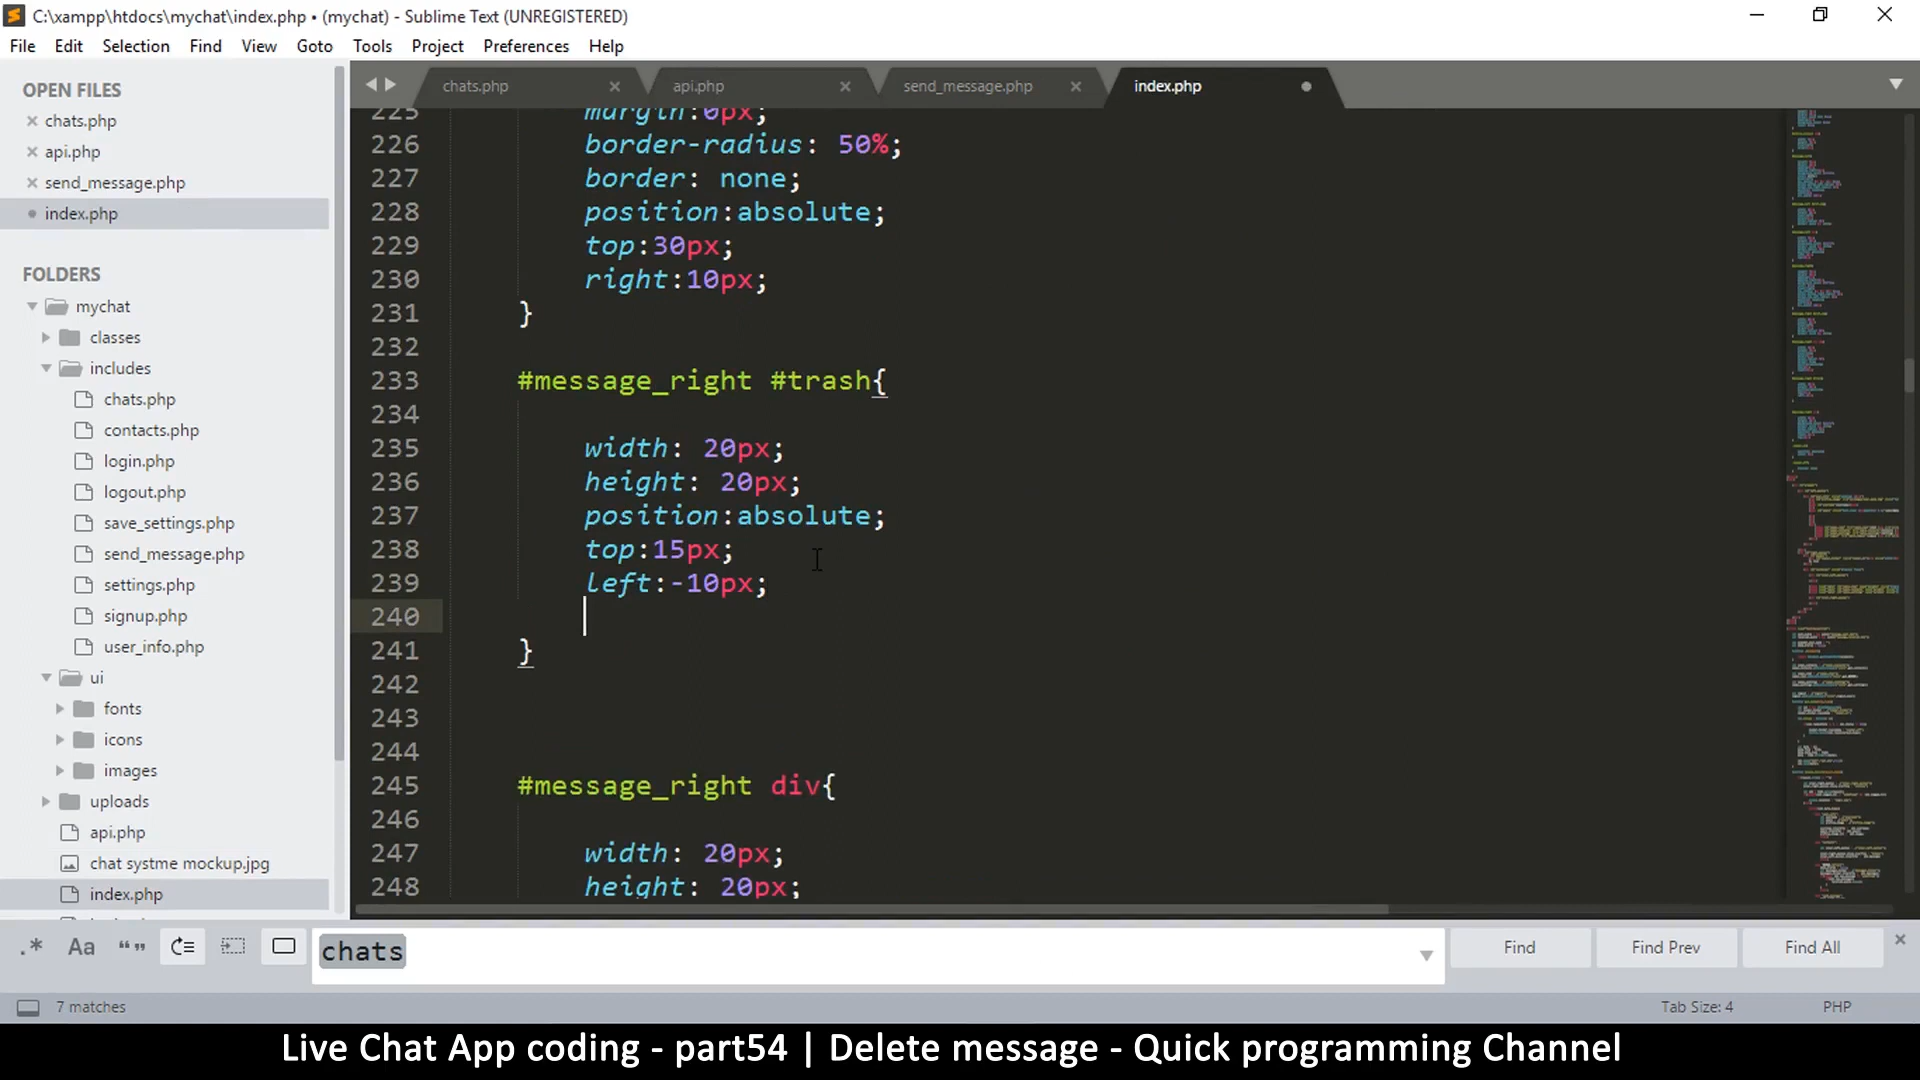 C:\xampp\htdocs\mychat\index.php • (mychat) - Sublime Text (UNREGISTERED)
File Edit Selection Find View Goto Tools Project Preferences Help
OPEN FILES
chats.php
api.php
send_message.php
index.php
FOLDERS
mychat
classes
includes
chats.php
contacts.php
login.php
logout.php
save_settings.php
send_message.php
settings.php
signup.php
user_info.php
ui
fonts
icons
images
uploads
api.php
chat systme mockup.jpg
index.php
chats.php api.php send_message.php index.php
225 margin:0px;
226 border-radius: 50%;
227 border: none;
228 position:absolute;
229 top:30px;
230 right:10px;
231 }
232
233 #message_right #trash{
234
235 width: 20px;
236 height: 20px;
237 position:absolute;
238 top:15px;
239 left:-10px;
240
241 }
242
243
244
245 #message_right div{
246
247 width: 20px;
248 height: 20px;
.* Aa “” chats Find Find Prev Find All
7 matches Tab Size: 4 PHP
Live Chat App coding - part54 | Delete message - Quick programming Channel